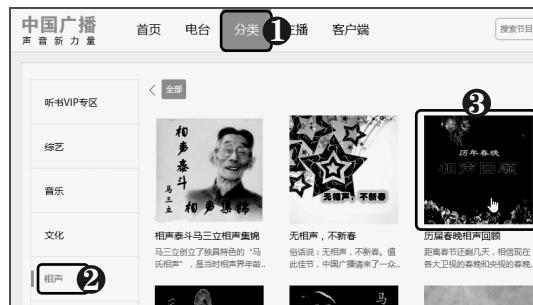 中国广播
声音新力量
首页 电台 分类 主播 客户端
搜索节目
❶
全部
听书VIP专区
综艺
音乐
文化
相声
❷
❸
相声泰斗
马三立
相声集锦
相声泰斗马三立相声集锦
马三立创立了独具特色的“马
氏相声”，是当时相声界年龄..
无相声，不新春
无相声，不新春
俗话说：无相声，不新春。值
此佳节，中国广播请来了一众..
历年春晚
相声回顾
历届春晚相声回顾
距离春节还剩几天，相信现在
各大卫视的春晚和央视的春晚.
马